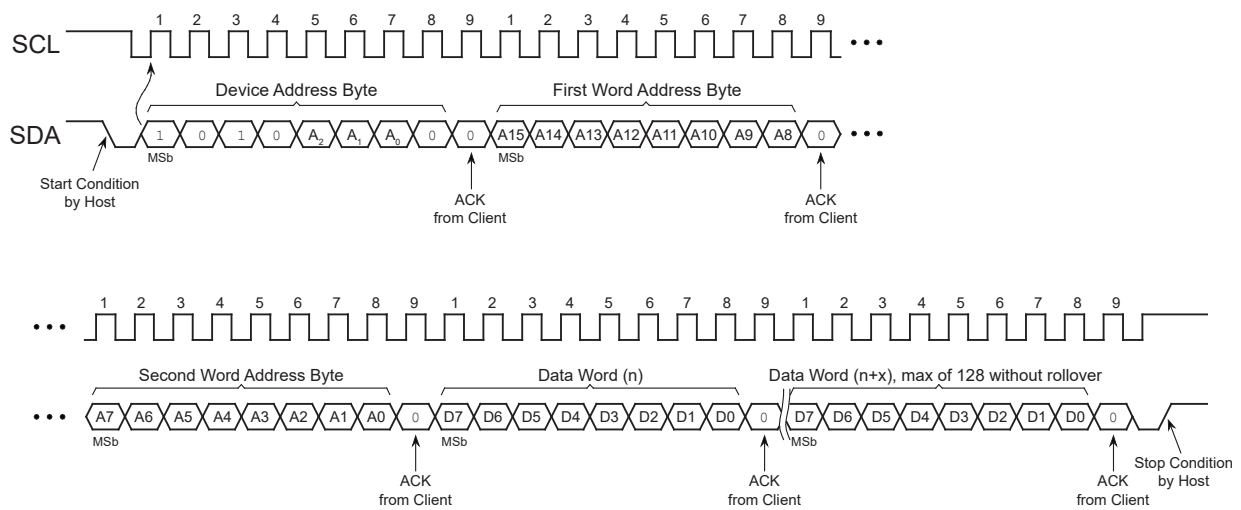 1 2 3 4 5 6 7 8 9 1 2 3 4 5 6 7 8 9
SCL
Device Address Byte First Word Address Byte
SDA 1 0 1 0 A2 A1 A0 0 0 A15 A14 A13 A12 A11 A10 A9 A8 0
MSb MSb
Start Condition
by Host
ACK
from Client
ACK
from Client
1 2 3 4 5 6 7 8 9 1 2 3 4 5 6 7 8 9 1 2 3 4 5 6 7 8 9
Second Word Address Byte Data Word (n) Data Word (n+x), max of 128 without rollover
A7 A6 A5 A4 A3 A2 A1 A0 0 D7 D6 D5 D4 D3 D2 D1 D0 0 D7 D6 D5 D4 D3 D2 D1 D0 0
MSb MSb MSb
ACK
from Client
ACK
from Client
ACK
from Client
Stop Condition
by Host